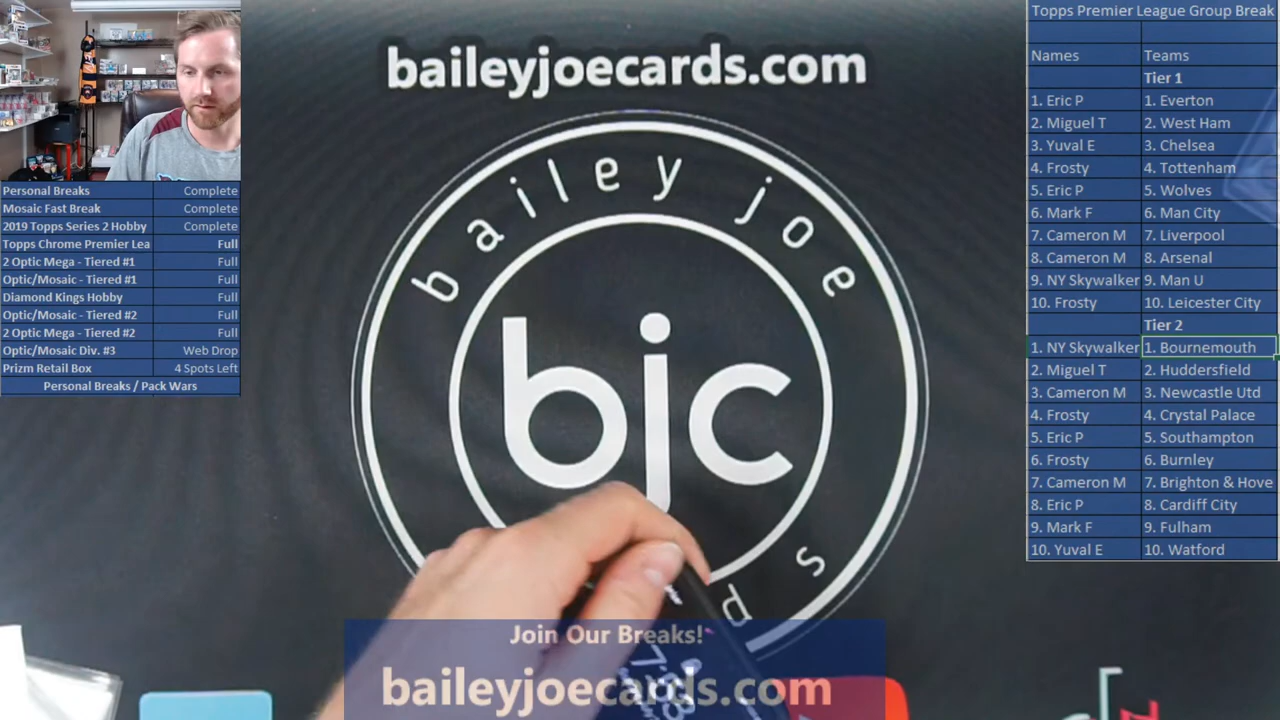 baileyjoecards.com
bailey joe
bjc
ds
Join Our Breaks!
baileyjoecards.com
Personal Breaks Complete
Mosaic Fast Break Complete
2019 Topps Series 2 Hobby Complete
Topps Chrome Premier Lea Full
2 Optic Mega - Tiered #1 Full
Optic/Mosaic - Tiered #1 Full
Diamond Kings Hobby Full
Optic/Mosaic - Tiered #2 Full
2 Optic Mega - Tiered #2 Full
Optic/Mosaic Div. #3 Web Drop
Prizm Retail Box 4 Spots Left
Personal Breaks / Pack Wars
Topps Premier League Group Break
Names Teams
Tier 1
1. Eric P 1. Everton
2. Miguel T 2. West Ham
3. Yuval E 3. Chelsea
4. Frosty 4. Tottenham
5. Eric P 5. Wolves
6. Mark F 6. Man City
7. Cameron M 7. Liverpool
8. Cameron M 8. Arsenal
9. NY Skywalker 9. Man U
10. Frosty 10. Leicester City
Tier 2
1. NY Skywalker 1. Bournemouth
2. Miguel T 2. Huddersfield
3. Cameron M 3. Newcastle Utd
4. Frosty 4. Crystal Palace
5. Eric P 5. Southampton
6. Frosty 6. Burnley
7. Cameron M 7. Brighton & Hove
8. Eric P 8. Cardiff City
9. Mark F 9. Fulham
10. Yuval E 10. Watford